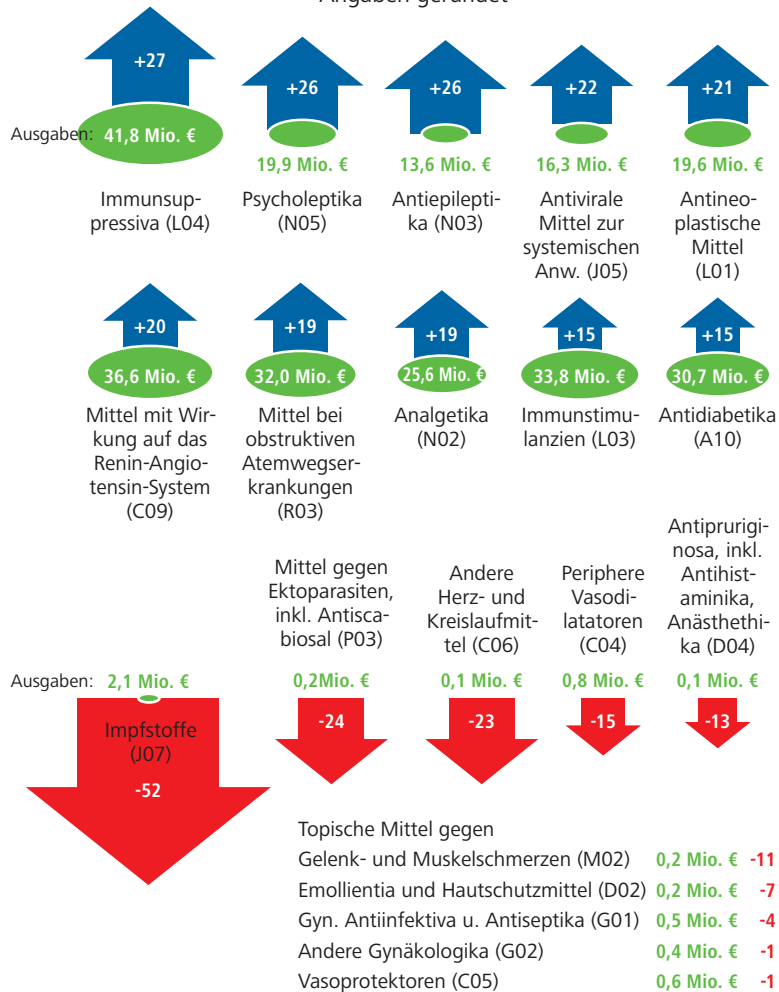 Angaben gerundet
+27
+26
+26
+22
+21
Ausgaben: 41,8 Mio. €
19,9 Mio. €
13,6 Mio. €
16,3 Mio. €
19,6 Mio. €
Immunsup-
pressiva (L04)
Psycholeptika
(N05)
Antiepilepti-
ka (N03)
Antivirale
Mittel zur
systemischen
Anw. (J05)
Antineo-
plastische
Mittel
(L01)
+20
+19
+19
+15
+15
36,6 Mio. €
32,0 Mio. €
25,6 Mio. €
33,8 Mio. €
30,7 Mio. €
Mittel mit Wir-
kung auf das
Renin-Angio-
tensin-System
(C09)
Mittel bei
obstruktiven
Atemwegser-
krankungen
(R03)
Analgetika
(N02)
Immunstimu-
lanzien (L03)
Antidiabetika
(A10)
Mittel gegen
Ektoparasiten,
inkl. Antisca-
biosal (P03)
Andere
Herz- und
Kreislaufmit-
tel (C06)
Periphere
Vasodi-
latatoren
(C04)
Antiprurigi-
nosa, inkl.
Antihist-
aminika,
Anästhethi-
ka (D04)
Ausgaben: 2,1 Mio. €
0,2Mio. €
0,1 Mio. €
0,8 Mio. €
0,1 Mio. €
Impfstoffe
(J07)
-52
-24
-23
-15
-13
Topische Mittel gegen
Gelenk- und Muskelschmerzen (M02) 0,2 Mio. € -11
Emollientia und Hautschutzmittel (D02) 0,2 Mio. € -7
Gyn. Antiinfektiva u. Antiseptika (G01) 0,5 Mio. € -4
Andere Gynäkologika (G02) 0,4 Mio. € -1
Vasoprotektoren (C05) 0,6 Mio. € -1